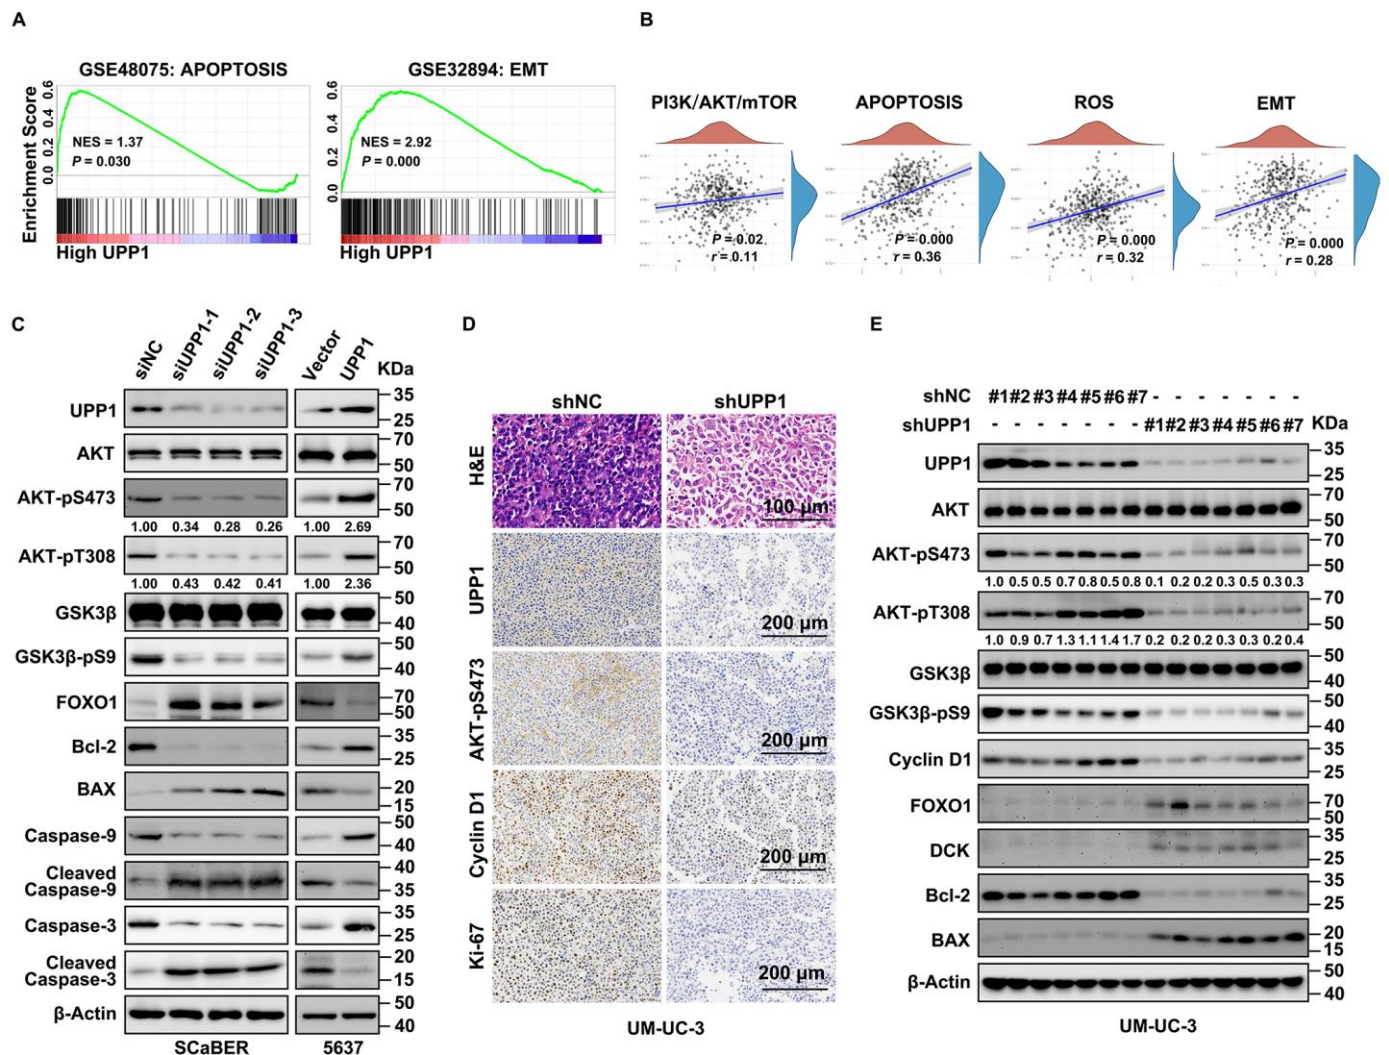 A
GSE48075: APOPTOSIS
GSE32894: EMT
Enrichment Score
0.6
0.4
0.2
0.0
NES = 1.37
P = 0.030
High UPP1
0.6
0.4
0.2
0.0
NES = 2.92
P = 0.000
High UPP1
B
PI3K/AKT/mTOR
APOPTOSIS
ROS
EMT
P = 0.02
r = 0.11
P = 0.000
r = 0.36
P = 0.000
r = 0.32
P = 0.000
r = 0.28
C
siNC siUPP1-1 siUPP1-2 siUPP1-3 Vector UPP1 KDa
UPP1 35
25
AKT 70
50
AKT-pS473 70
50
1.00 0.34 0.28 0.26 1.00 2.69
AKT-pT308 70
50
1.00 0.43 0.42 0.41 1.00 2.36
GSK3β 50
40
GSK3β-pS9 50
40
FOXO1 70
50
Bcl-2 35
25
BAX 20
15
Caspase-9 50
40
Cleaved Caspase-9 40
35
Caspase-3 35
25
Cleaved Caspase-3 20
15
β-Actin 50
40
SCaBER 5637
D
shNC shUPP1
H&E
100 μm
UPP1
200 μm
AKT-pS473
200 μm
Cyclin D1
200 μm
Ki-67
200 μm
UM-UC-3
E
shNC #1 #2 #3 #4 #5 #6 #7 - - - - - - -
shUPP1 - - - - - - - #1 #2 #3 #4 #5 #6 #7 KDa
UPP1 35
25
AKT 70
50
AKT-pS473 70
50
1.0 0.5 0.5 0.7 0.8 0.5 0.8 0.1 0.2 0.2 0.3 0.5 0.3 0.3
AKT-pT308 70
50
1.0 0.9 0.7 1.3 1.1 1.4 1.7 0.2 0.2 0.2 0.3 0.3 0.2 0.4
GSK3β 50
40
GSK3β-pS9 50
40
Cyclin D1 35
25
FOXO1 70
50
DCK 35
25
Bcl-2 35
25
BAX 20
15
β-Actin 50
40
UM-UC-3